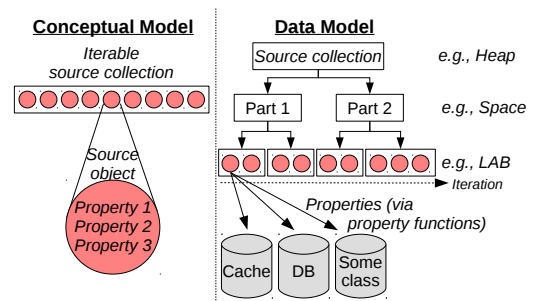 Conceptual Model
Iterable
source collection
Source
object
Property 1
Property 2
Property 3
Data Model
Source collection
e.g., Heap
Part 1
Part 2
e.g., Space
e.g., LAB
Iteration
Properties (via
property functions)
Cache
DB
Some
class